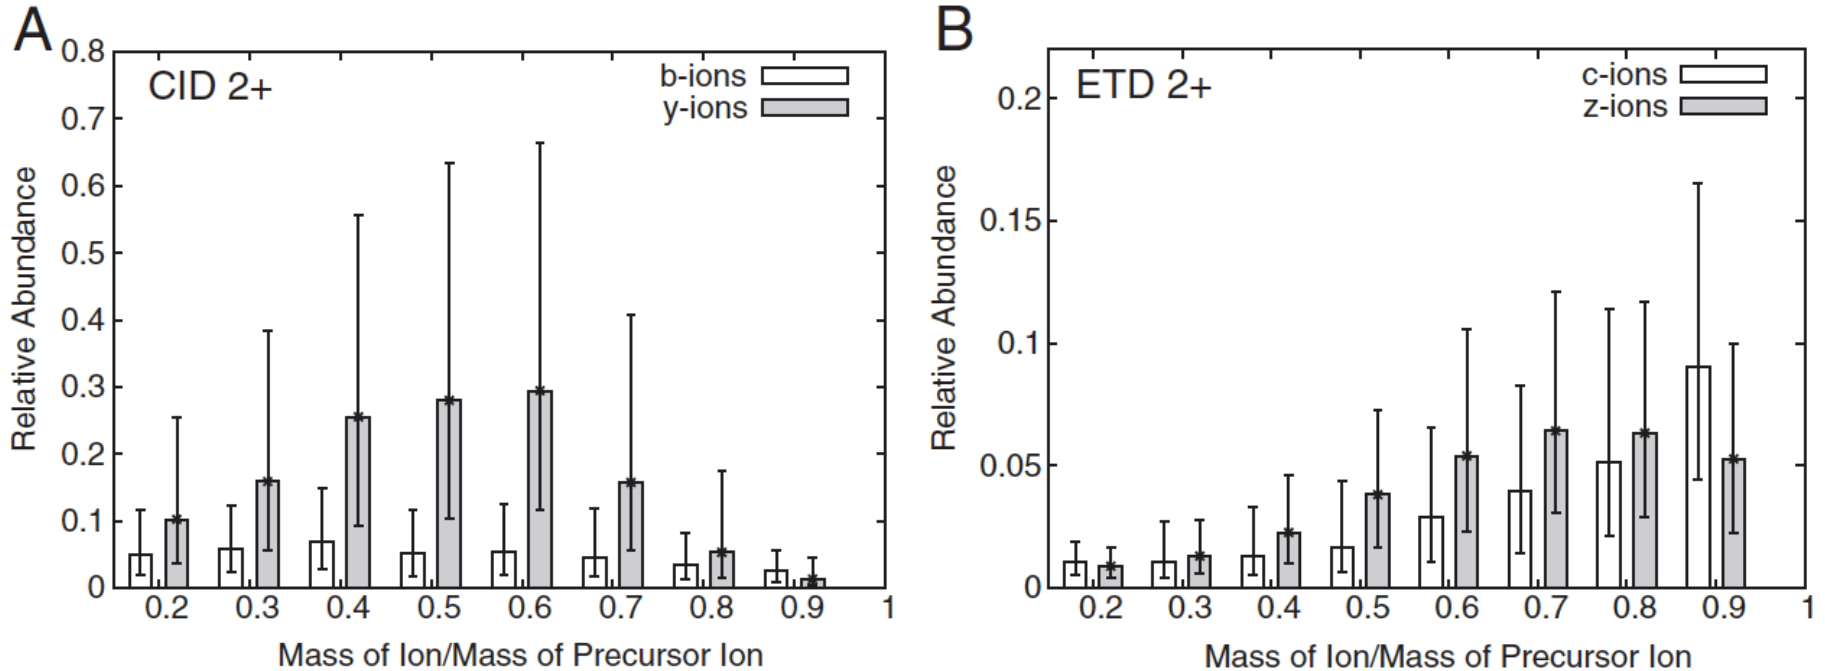 A
CID 2+
b-ions
y-ions
Relative Abundance
0.8
0.7
0.6
0.5
0.4
0.3
0.2
0.1
0
0.2 0.3 0.4 0.5 0.6 0.7 0.8 0.9 1
Mass of Ion/Mass of Precursor Ion
B
ETD 2+
c-ions
z-ions
Relative Abundance
0.2
0.15
0.1
0.05
0
0.2 0.3 0.4 0.5 0.6 0.7 0.8 0.9 1
Mass of Ion/Mass of Precursor Ion